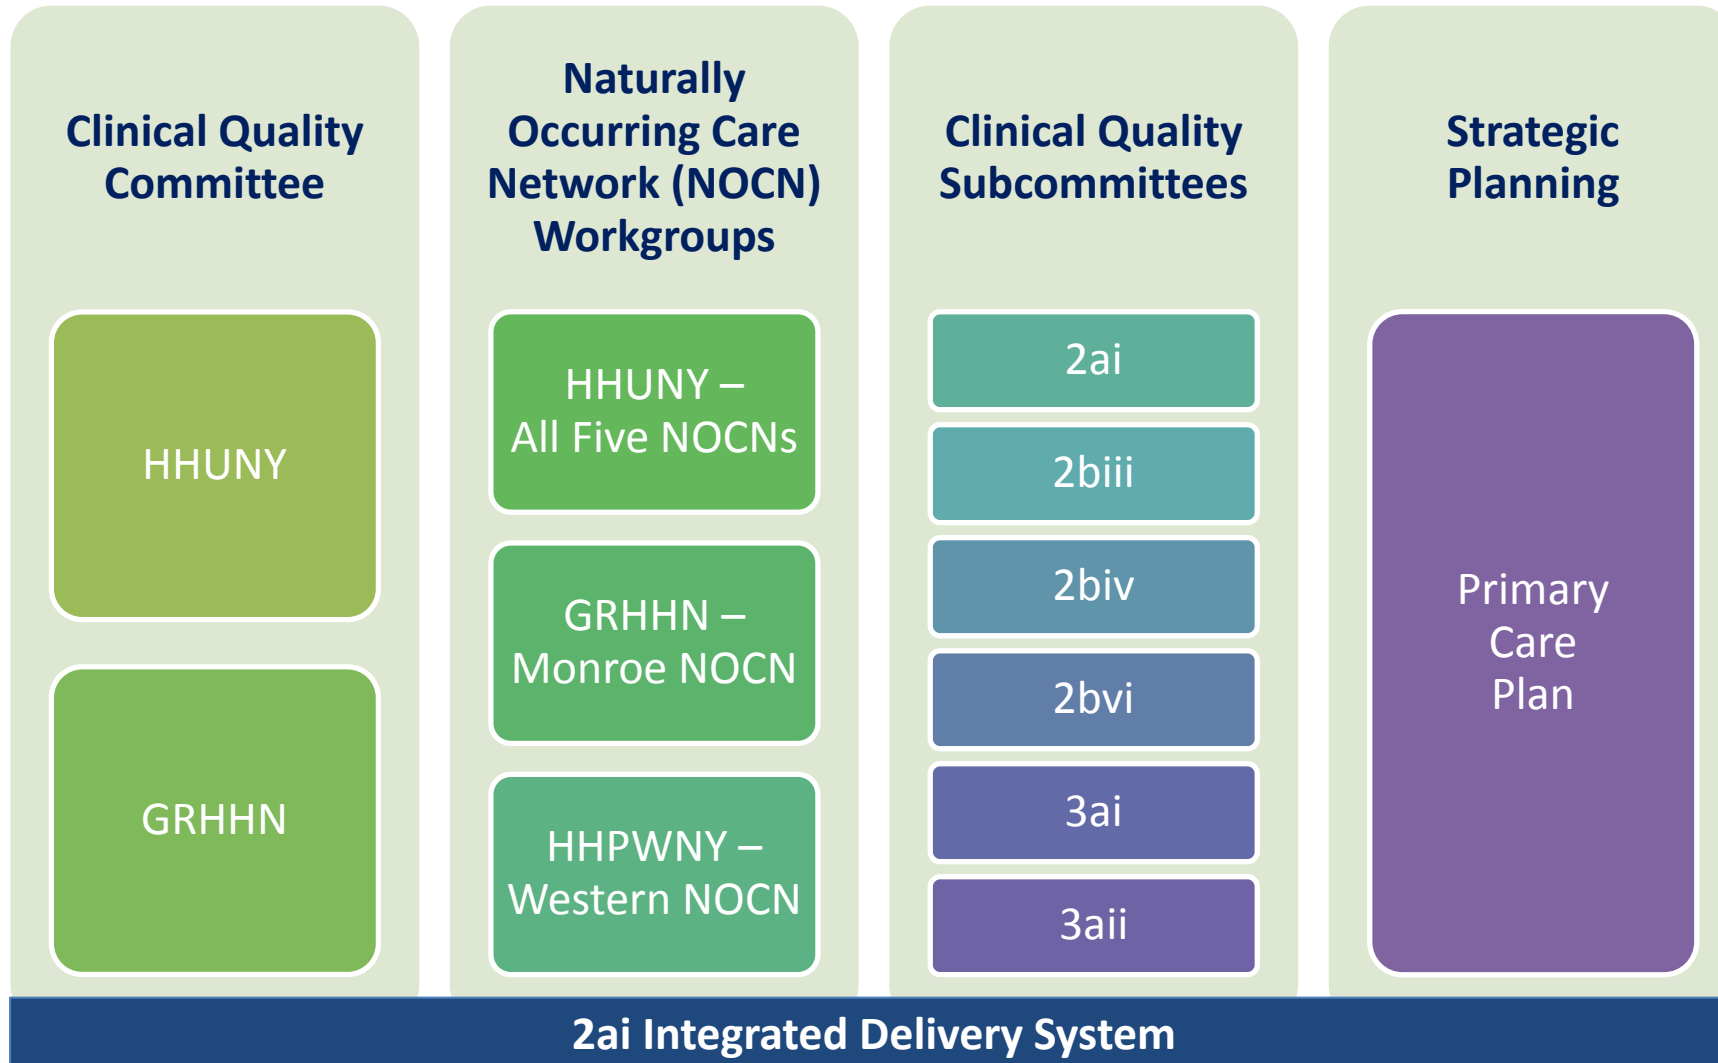 Clinical Quality
Committee
HHUNY
GRHHN
Naturally
Occurring Care
Network (NOCN)
Workgroups
HHUNY –
All Five NOCNs
GRHHN –
Monroe NOCN
HHPWNY –
Western NOCN
Clinical Quality
Subcommittees
2ai
2biii
2biv
2bvi
3ai
3aii
Strategic
Planning
Primary
Care
Plan
2ai Integrated Delivery System